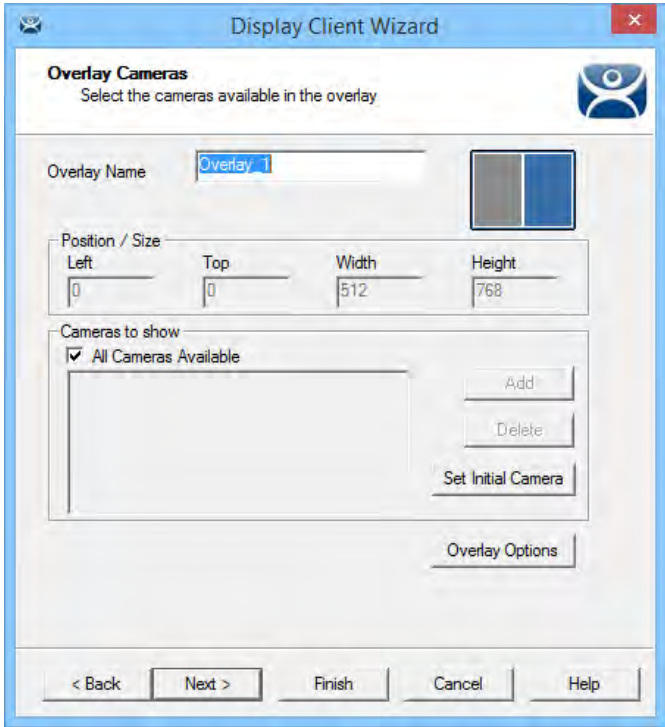 Display Client Wizard
Overlay Cameras
Select the cameras available in the overlay
Overlay Name
Overlay_1
Position / Size
Left Top Width Height
0 0 512 768
Cameras to show
All Cameras Available
Add
Delete
Set Initial Camera
Overlay Options
< Back Next > Finish Cancel Help